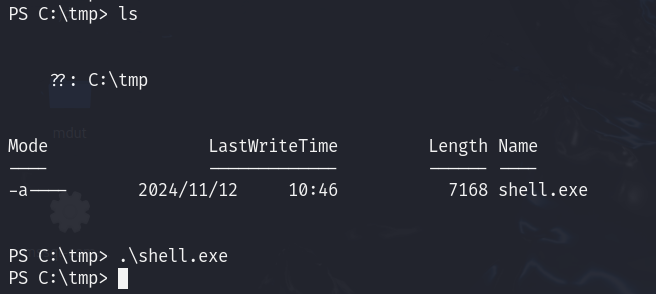 PS C:\tmp> ls
??: C:\tmp
Mode LastWriteTime Length Name
---- ------------- ------ ----
-a---- 2024/11/12 10:46 7168 shell.exe
PS C:\tmp> .\shell.exe
PS C:\tmp>
mdut